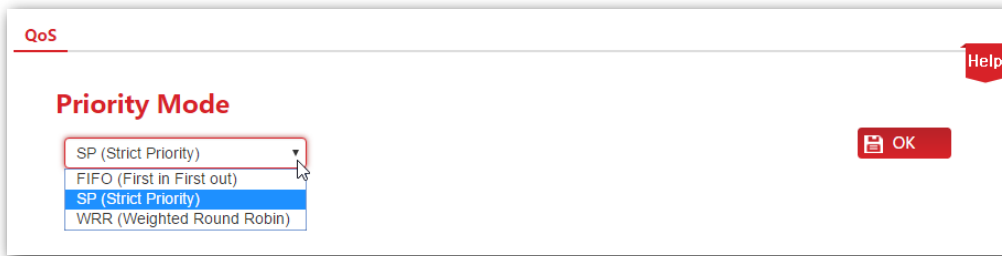 QoS
Help
Priority Mode
SP (Strict Priority)
OK
FIFO (First in First out)
SP (Strict Priority)
WRR (Weighted Round Robin)